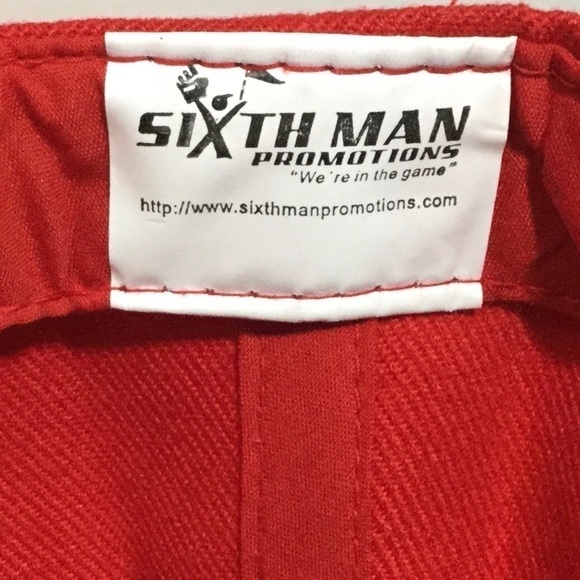 SIXTH MAN
PROMOTIONS
"We're in the game"
http://www.sixthmanpromotions.com